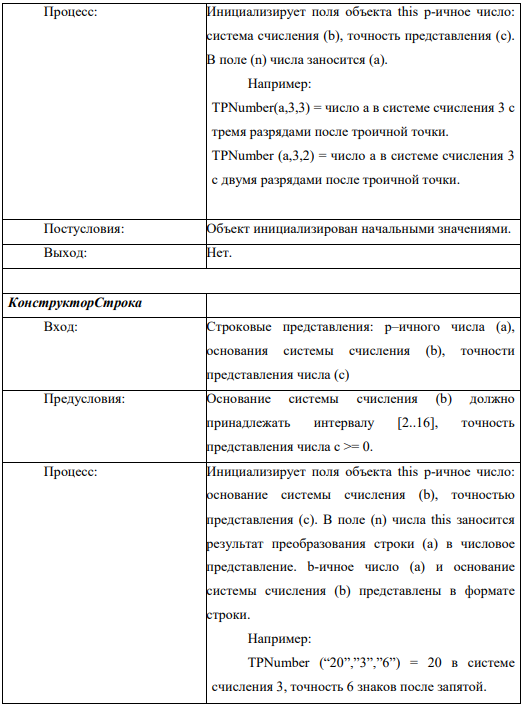 Процесс:
Инициализирует поля объекта this p-ичное число:
система счисления (b), точность представления (c).
В поле (n) числа заносится (a).
Например:
TPNumber(a,3,3) = число a в системе счисления 3 с
тремя разрядами после троичной точки.
TPNumber (a,3,2) = число a в системе счисления 3
с двумя разрядами после троичной точки.
Постусловия:
Объект инициализирован начальными значениями.
Выход:
Нет.
КонструкторСтрока
Вход:
Строковые представления: p–ичного числа (a),
основания системы счисления (b), точности
представления числа (c)
Предусловия:
Основание системы счисления (b) должно
принадлежать интервалу [2..16], точность
представления числа c >= 0.
Процесс:
Инициализирует поля объекта this p-ичное число:
основание системы счисления (b), точностью
представления (c). В поле (n) числа this заносится
результат преобразования строки (a) в числовое
представление. b-ичное число (a) и основание
системы счисления (b) представлены в формате
строки.
Например:
TPNumber (“20”,”3”,”6”) = 20 в системе
счисления 3, точность 6 знаков после запятой.